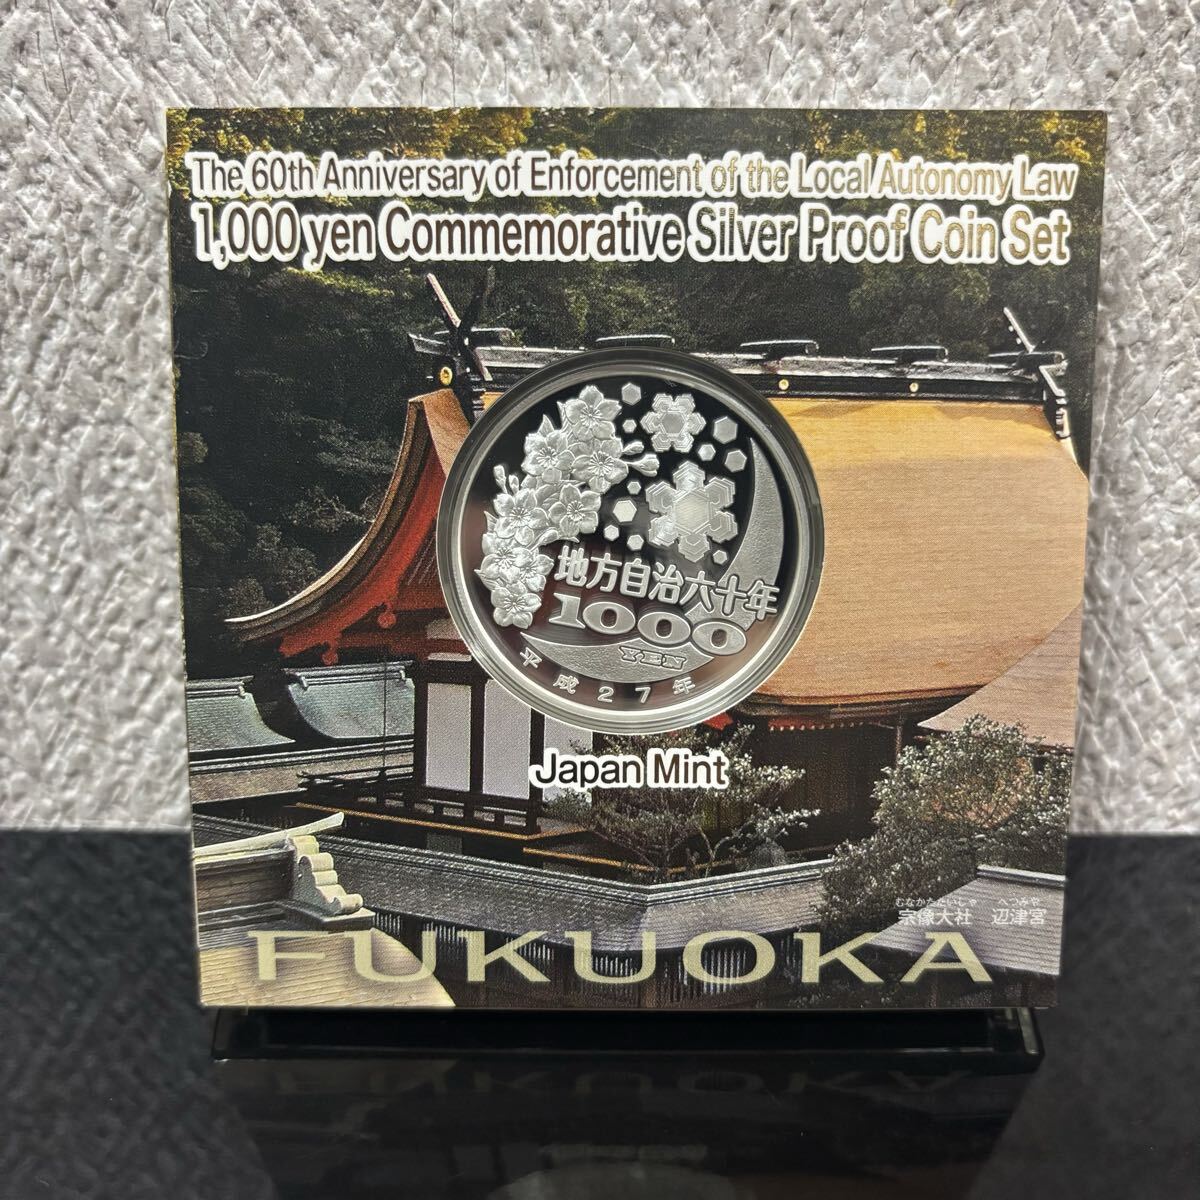 The 60th Anniversary of Enforcement of the Local Autonomy Law
1,000 yen Commemorative Silver Proof Coin Set
地方自治六十年
1000
YEN
平成27年
Japan Mint
むなかたたいしゃ へつみや
宗像大社 辺津宮
FUKUOKA